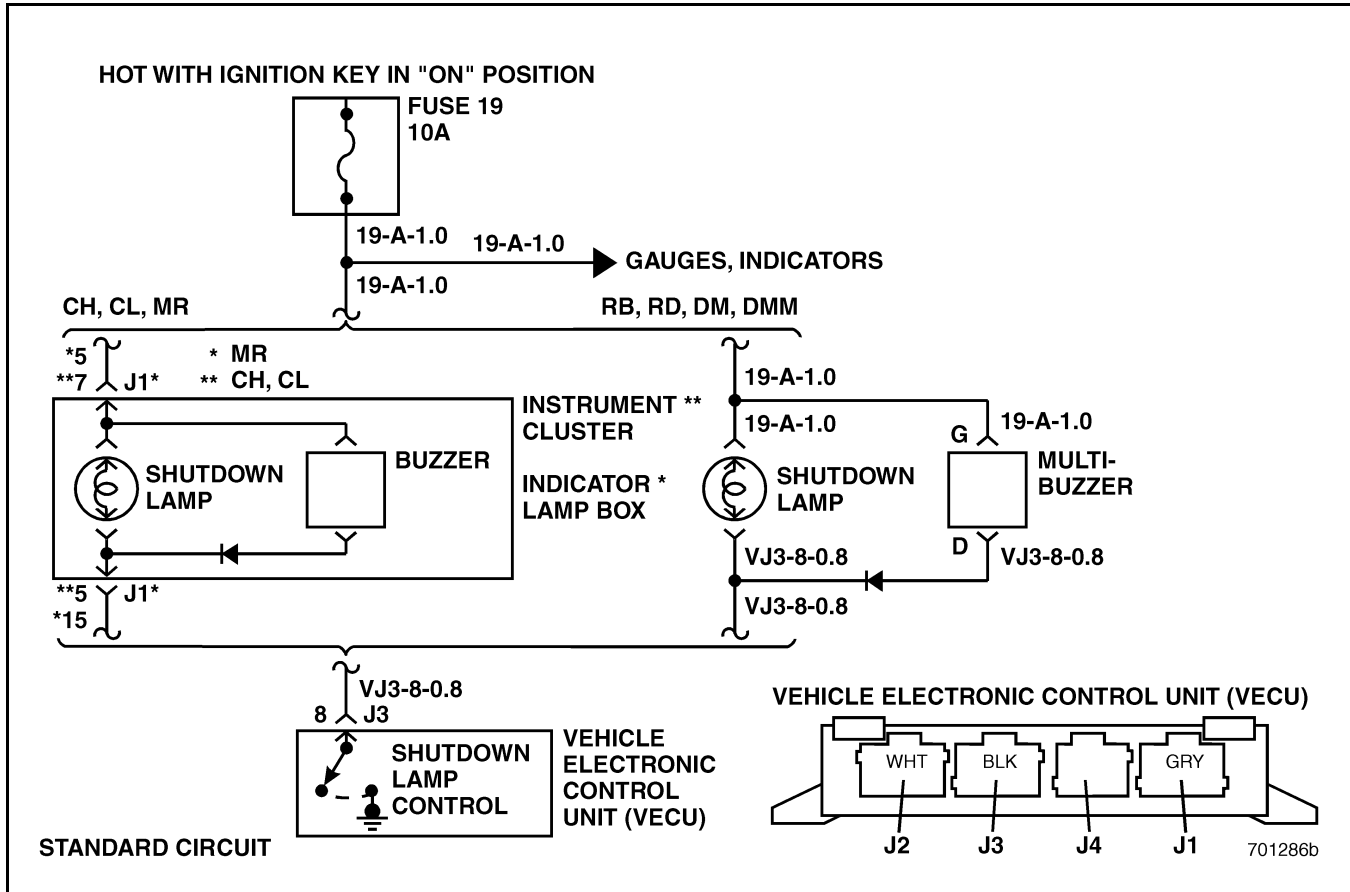 HOT WITH IGNITION KEY IN "ON" POSITION
FUSE 19
10A
19-A-1.0
19-A-1.0
GAUGES, INDICATORS
19-A-1.0
CH, CL, MR
RB, RD, DM, DMM
*5
* MR
**7
J1*
** CH, CL
19-A-1.0
INSTRUMENT **
CLUSTER
19-A-1.0
G
19-A-1.0
SHUTDOWN
LAMP
BUZZER
INDICATOR *
LAMP BOX
SHUTDOWN
LAMP
MULTI-
BUZZER
D
VJ3-8-0.8
VJ3-8-0.8
**5
J1*
*15
VJ3-8-0.8
VJ3-8-0.8
8
J3
SHUTDOWN
LAMP
CONTROL
VEHICLE
ELECTRONIC
CONTROL
UNIT (VECU)
STANDARD CIRCUIT
VEHICLE ELECTRONIC CONTROL UNIT (VECU)
WHT
BLK
GRY
J2
J3
J4
J1
701286b